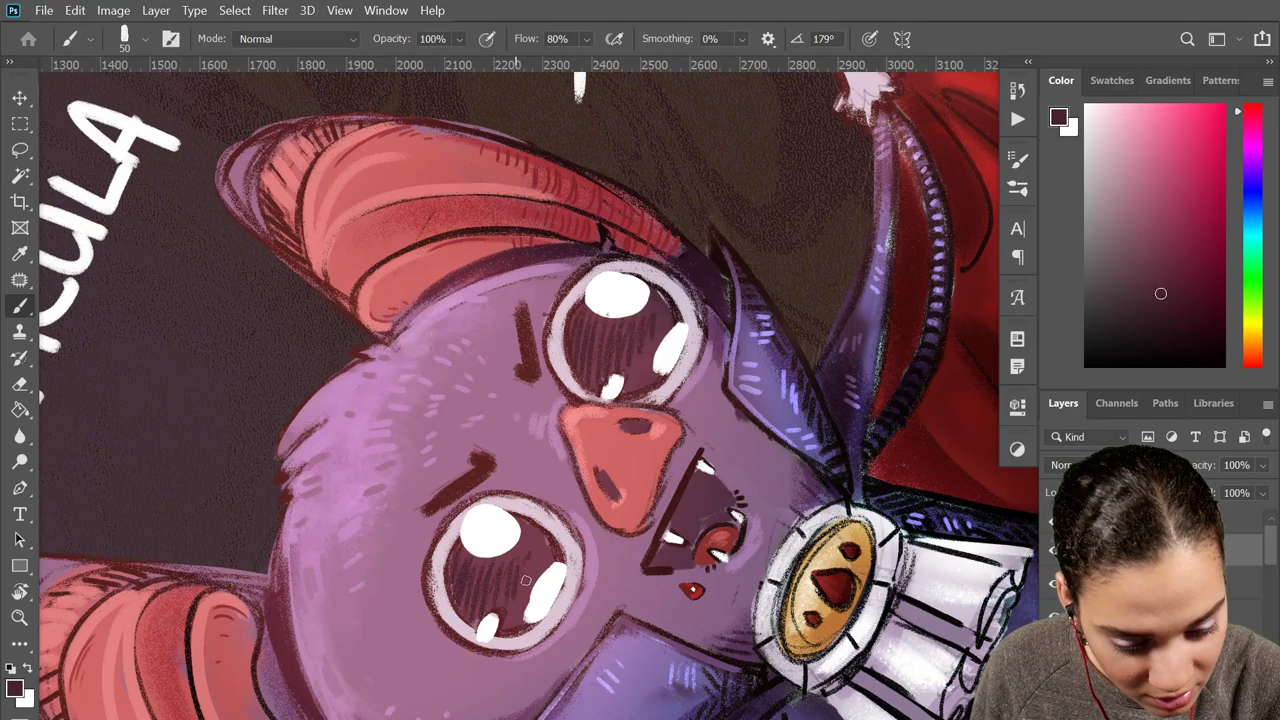 Ps File Edit Image Layer Type Select Filter 3D View Window Help
50 Mode: Normal Opacity: 100% Flow: 80% Smoothing: 0% 179°
1300 1400 1500 1600 1700 1800 1900 2000 2100 2200 2300 2400 2500 2600 2700 2800 2900 3000 3100
Color Swatches Gradients Patterns
CULA
Layers Channels Paths Libraries
Kind
100%
100%